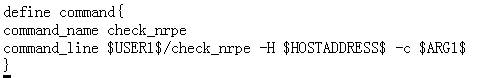 define command{
command_name check_nrpe
command_line $USER1$/check_nrpe -H $HOSTADDRESS$ -c $ARG1$
}